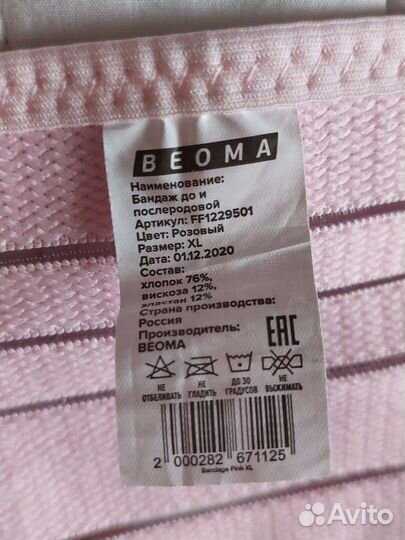 BEOMA
Наименование:
Бандаж до и
послеродовой
Артикул: FF1229501
Цвет: Розовый
Размер: XL
Дата: 01.12.2020
Состав:
хлопок 76%,
вискоза 12%,
эластан 12%
Страна производства:
Россия
Производитель:
BEOMA
EAC
НЕ ОТБЕЛИВАТЬ
НЕ ГЛАДИТЬ
ДО 30 ГРАДУСОВ
НЕ ВЫЖИМАТЬ
2 000282 671125
Bandage Pink XL
Avito